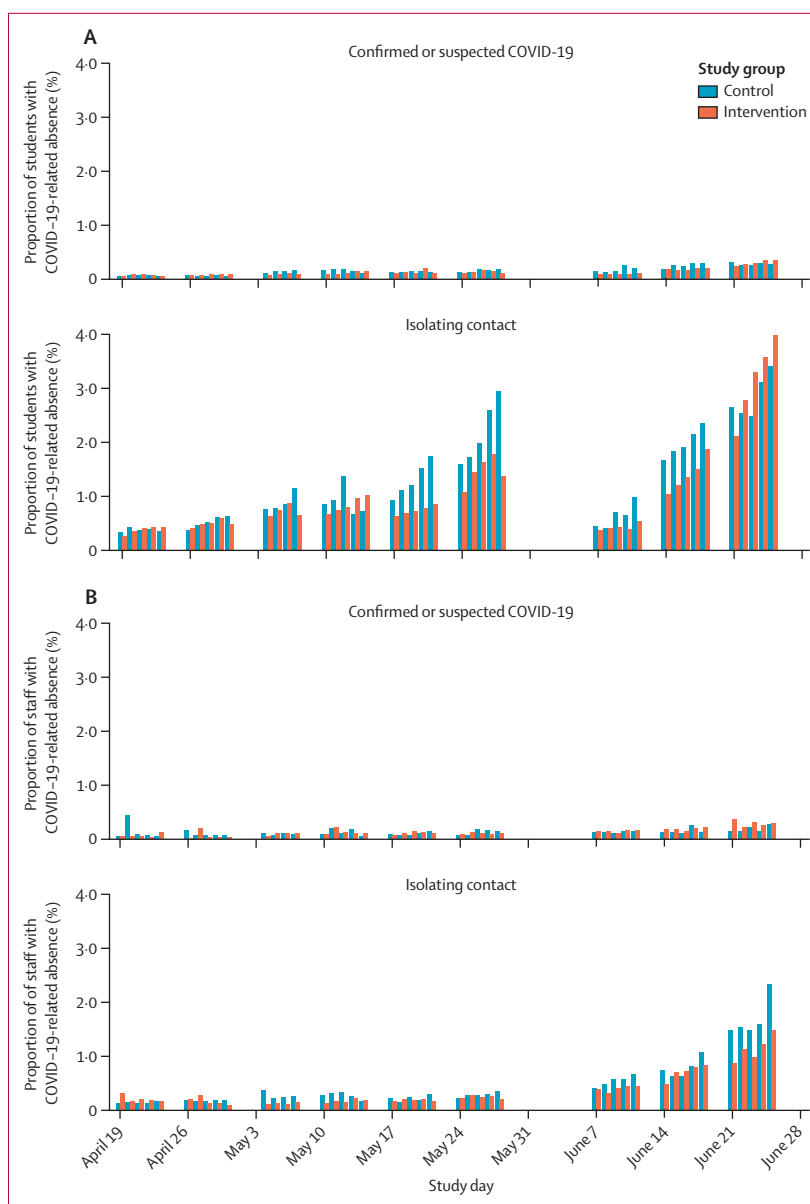 A
Confirmed or suspected COVID-19
Study group
Control
Intervention
Proportion of students with
COVID–19-related absence (%)
4·0
3·0
2·0
1·0
0
Isolating contact
Proportion of students with
COVID–19-related absence (%)
4·0
3·0
2·0
1·0
0
B
Confirmed or suspected COVID-19
Proportion of staff with
COVID–19-related absence (%)
4·0
3·0
2·0
1·0
0
Isolating contact
Proportion of of staff with
COVID–19-related absence (%)
4·0
3·0
2·0
1·0
0
April 19
April 26
May 3
May 10
May 17
May 24
May 31
June 7
June 14
June 21
June 28
Study day